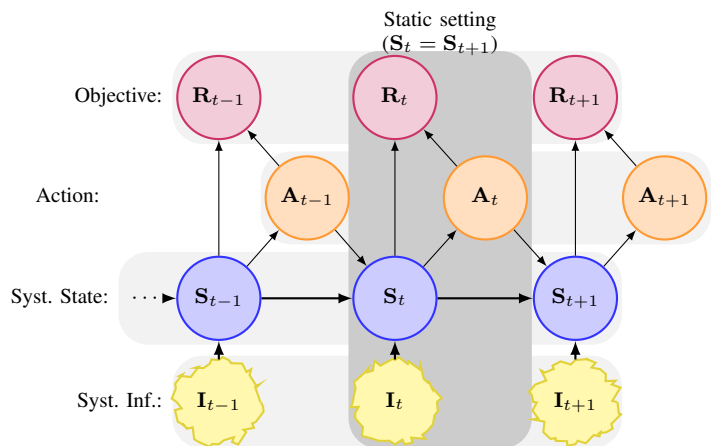 Static setting
(S_t = S_{t+1})
Objective: R_{t−1} R_t R_{t+1}
Action: A_{t−1} A_t A_{t+1}
Syst. State: ··· S_{t−1} S_t S_{t+1}
Syst. Inf.: I_{t−1} I_t I_{t+1}